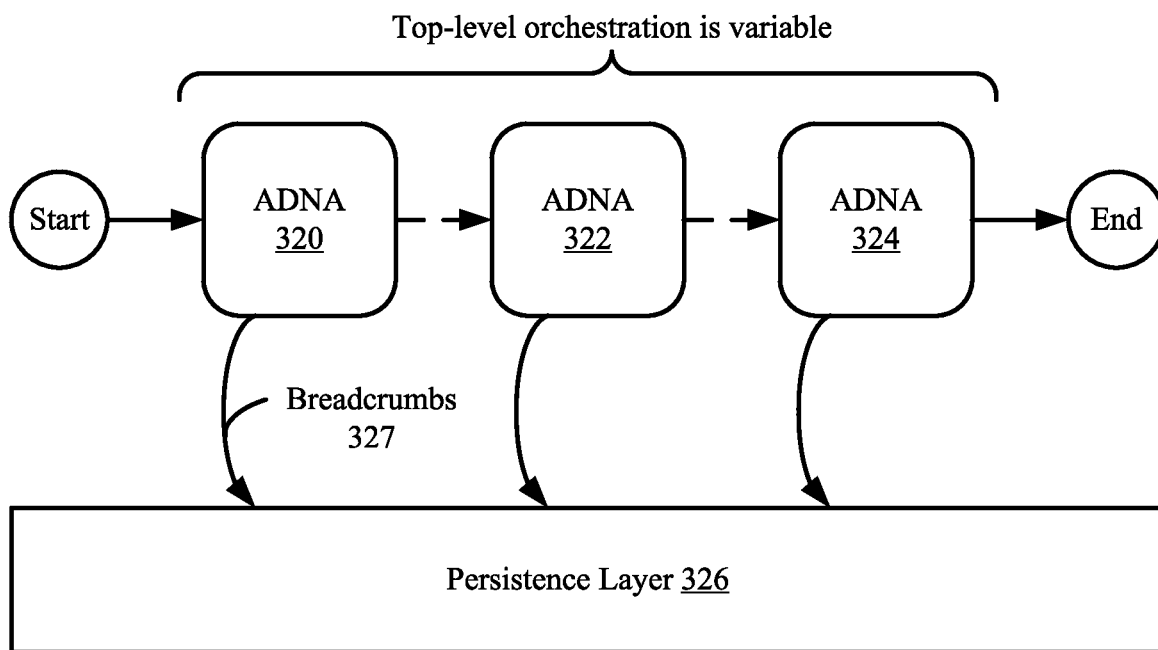 Top-level orchestration is variable
Start
ADNA
320
ADNA
322
ADNA
324
End
Breadcrumbs
327
Persistence Layer 326